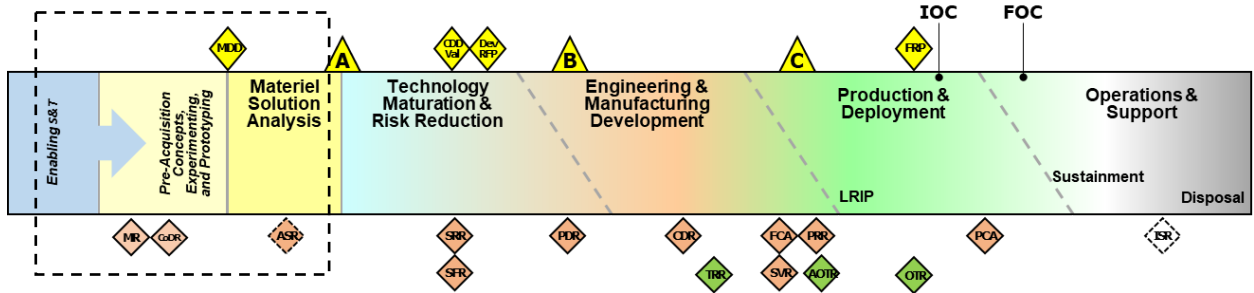 IOC
FOC
MDD
A
CDD
Val
Dev
RFP
B
C
FRP
Enabling S&T
Pre-Acquisition
Concepts,
Experimenting,
and Prototyping
Materiel
Solution
Analysis
Technology
Maturation &
Risk Reduction
Engineering &
Manufacturing
Development
Production &
Deployment
Operations &
Support
LRIP
Sustainment
Disposal
MR
CoDR
ASR
SRR
PDR
CDR
FCA
PRR
PCA
ISR
SFR
TRR
SVR
AOTR
OTR